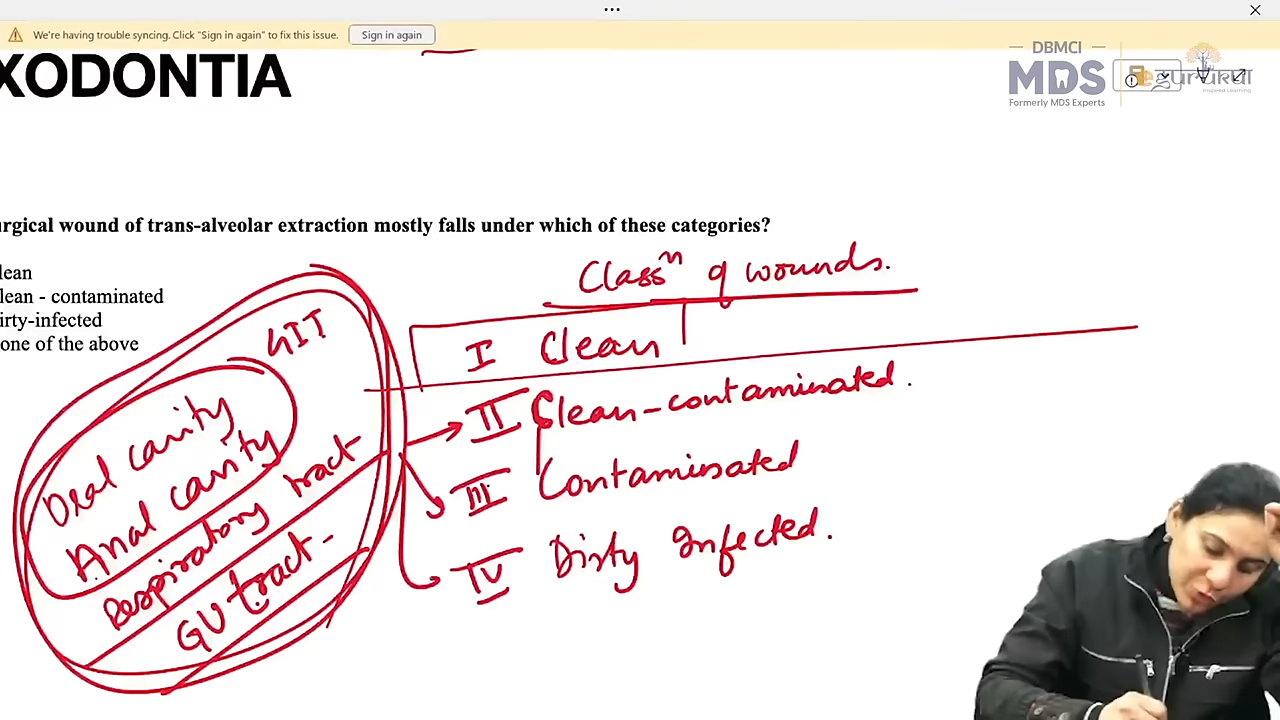 We're having trouble syncing. Click "Sign in again" to fix this issue.
Sign in again
XODONTIA
DBMCI
MDS
Formerly MDS Experts
Inspired Learning
urgical wound of trans-alveolar extraction mostly falls under which of these categories?
lean
lean - contaminated
irty-infected
one of the above
Classⁿ of wounds.
I Clean
II Clean-contaminated.
III Contaminated
IV Dirty Infected.
GIT
Oral cavity
Anal cavity
Respiratory tract
GU tract-